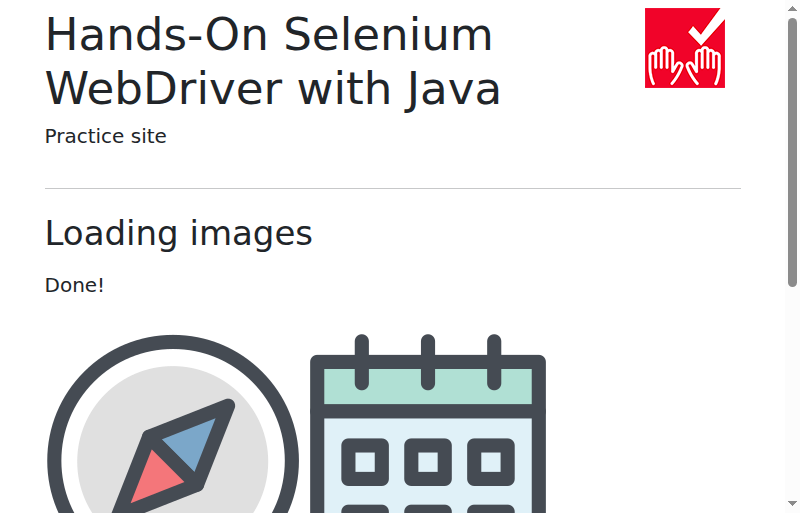 Hands-On Selenium
WebDriver with Java
Practice site
Loading images
Done!